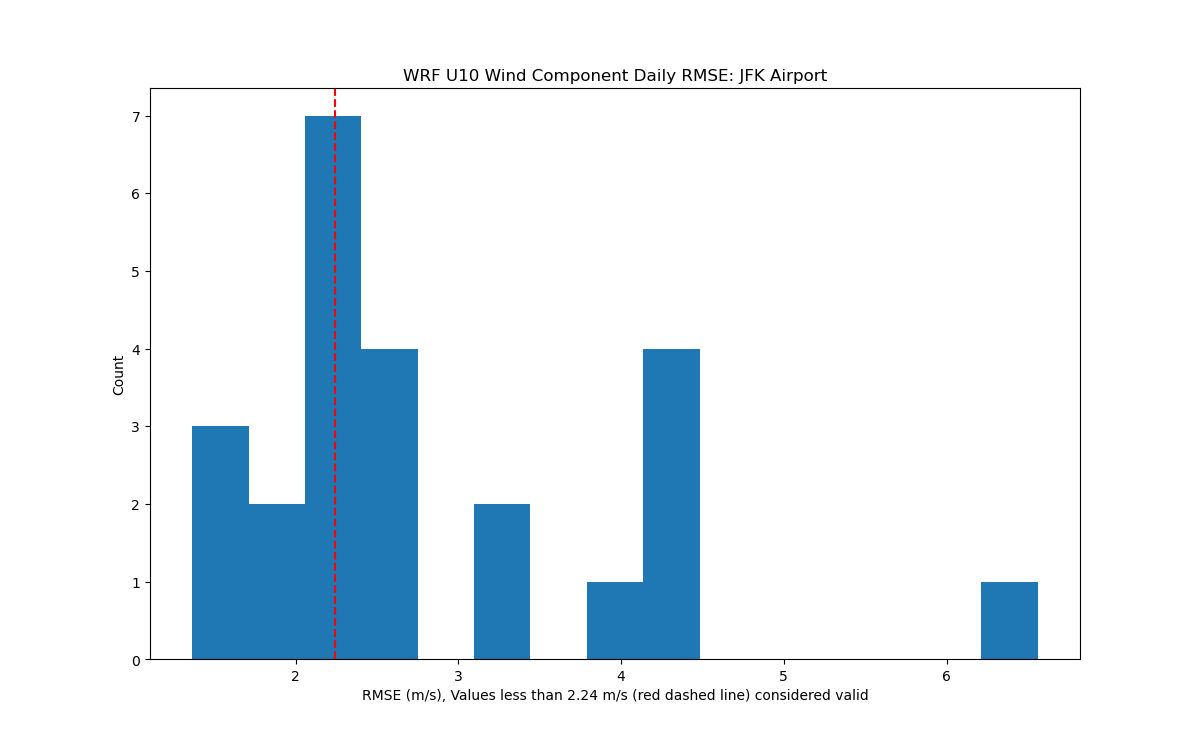 WRF U10 Wind Component Daily RMSE: JFK Airport
7
6
5
4
3
2
1
0
Count
2 3 4 5 6
RMSE (m/s), Values less than 2.24 m/s (red dashed line) considered valid